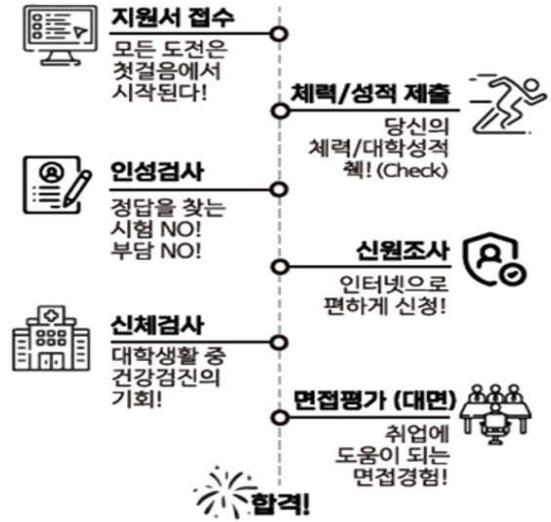 지원서 접수
모든 도전은
첫걸음에서
시작된다!
체력/성적 제출
당신의
체력/대학성적
췍! (Check)
인성검사
정답을 찾는
시험 NO!
부담 NO!
신원조사
인터넷으로
편하게 신청!
신체검사
대학생활 중
건강검진의
기회!
면접평가 (대면)
취업에
도움이 되는
면접경험!
합격!